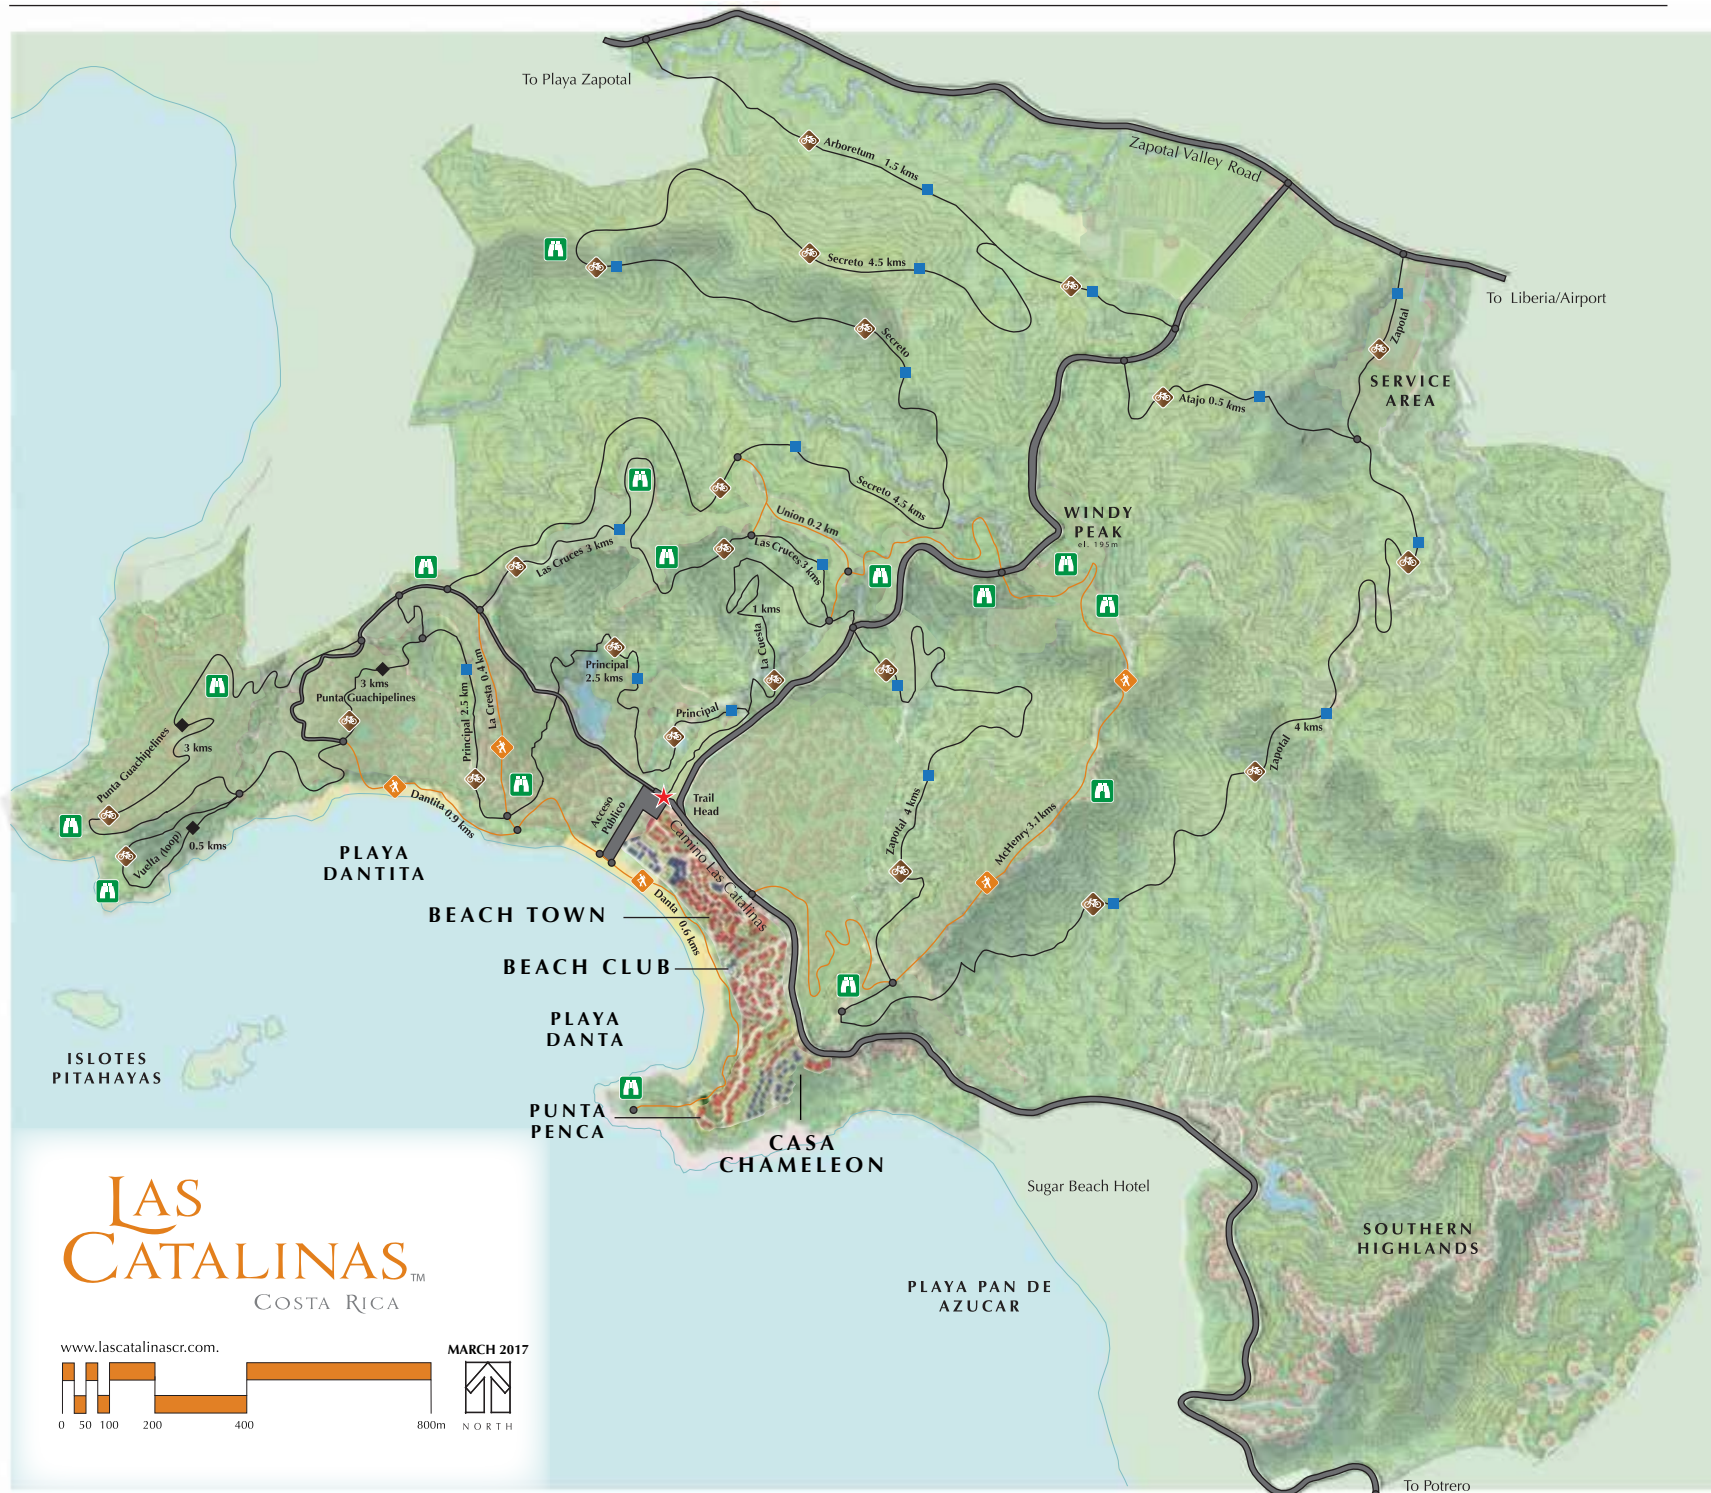 To Playa Zapotal
Zapotal Valley Road
Arboretum 1.5 kms
Secreto 4.5 kms
To Liberia/Airport
Zapotal
Secreto
SERVICE
AREA
Atajo 0.5 kms
Secreto 4.5 kms
Union 0.2 km
WINDY
PEAK
el. 195m
Las Cruces 3 kms
Las Cruces 3 kms
1 kms
La Cuesta
Principal
2.5 kms
La Cresta 0.4 km
Principal 2.5 km
3 kms
Punta Guachipelines
Principal
4 kms
Zapotal
Punta Guachipelines
3 kms
Trail
Head
Acceso
Público
Dantita 0.9 kms
Zapotal 4 kms
McHenry 3.1kms
Vuelta (loop)
0.5 kms
PLAYA
DANTITA
Camino Las Catalinas
Danta 0.6 kms
BEACH TOWN
BEACH CLUB
PLAYA
DANTA
ISLOTES
PITAHAYAS
PUNTA
PENCA
CASA
CHAMELEON
Sugar Beach Hotel
SOUTHERN
HIGHLANDS
PLAYA PAN DE
AZUCAR
LAS
CATALINAS TM
COSTA RICA
www.lascatalinascr.com.
MARCH 2017
0 50 100 200 400 800m
NORTH
To Potrero